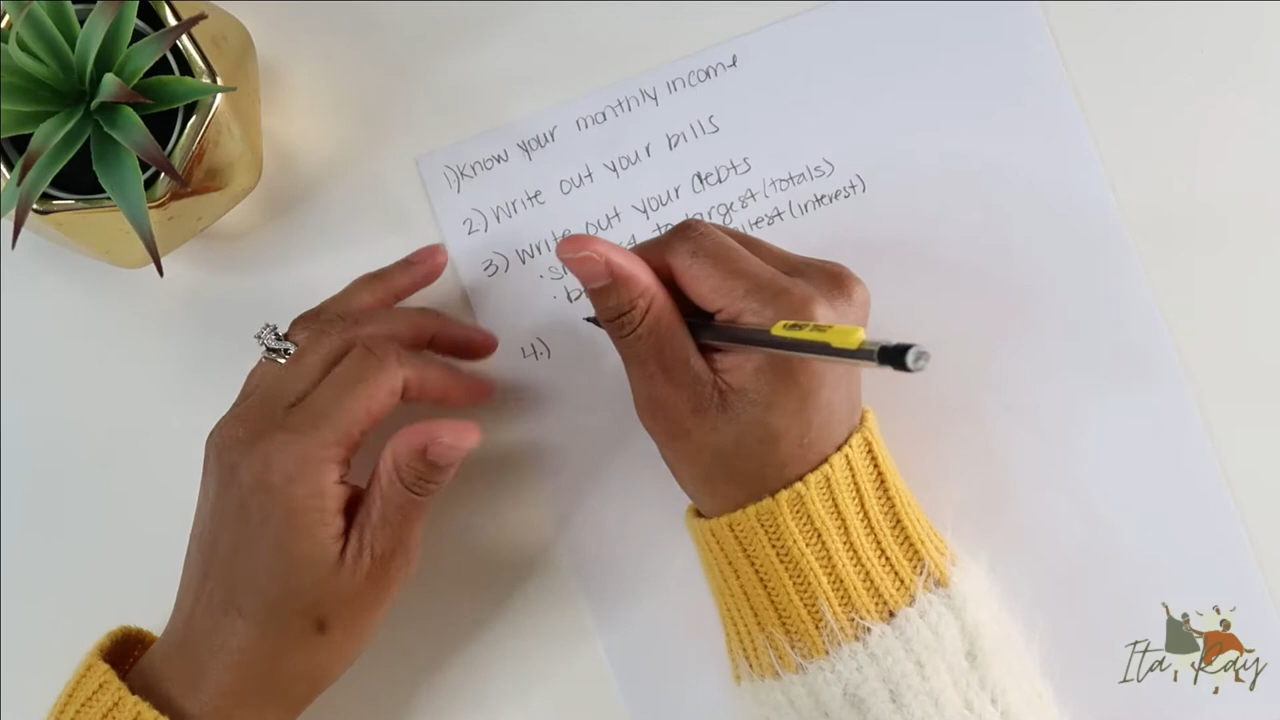 1) Know your monthly income
2) Write out your bills
3) Write out your debts
to largest (totals)
(interest)
4.)
Ita Kay